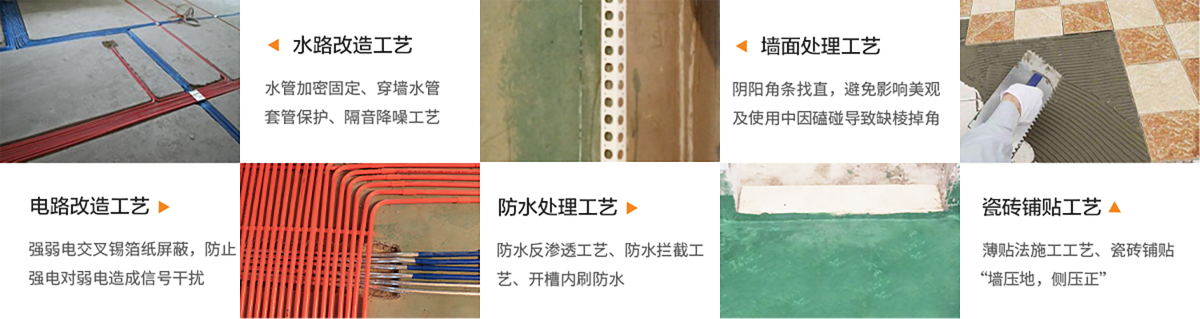 水路改造工艺
水管加密固定、穿墙水管
套管保护、隔音降噪工艺
墙面处理工艺
阴阳角条找直，避免影响美观
及使用中因磕碰导致缺棱掉角
电路改造工艺
强弱电交叉锡箔纸屏蔽，防止
强电对弱电造成信号干扰
防水处理工艺
防水反渗透工艺、防水拦截工
艺、开槽内刷防水
瓷砖铺贴工艺
薄贴法施工工艺、瓷砖铺贴
“墙压地，侧压正”